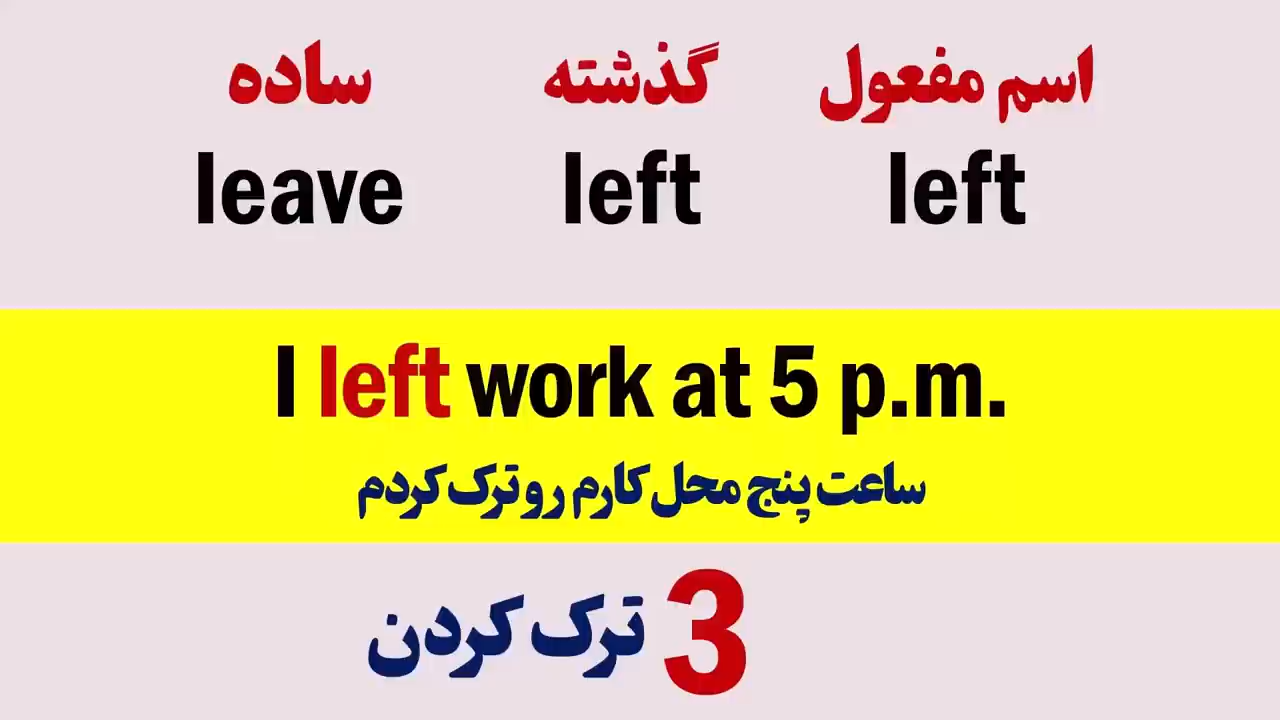 ساده گذشته اسم مفعول
leave left left
I left work at 5 p.m.
ساعت پنج محل کارم رو ترک کردم
3 ترک کردن